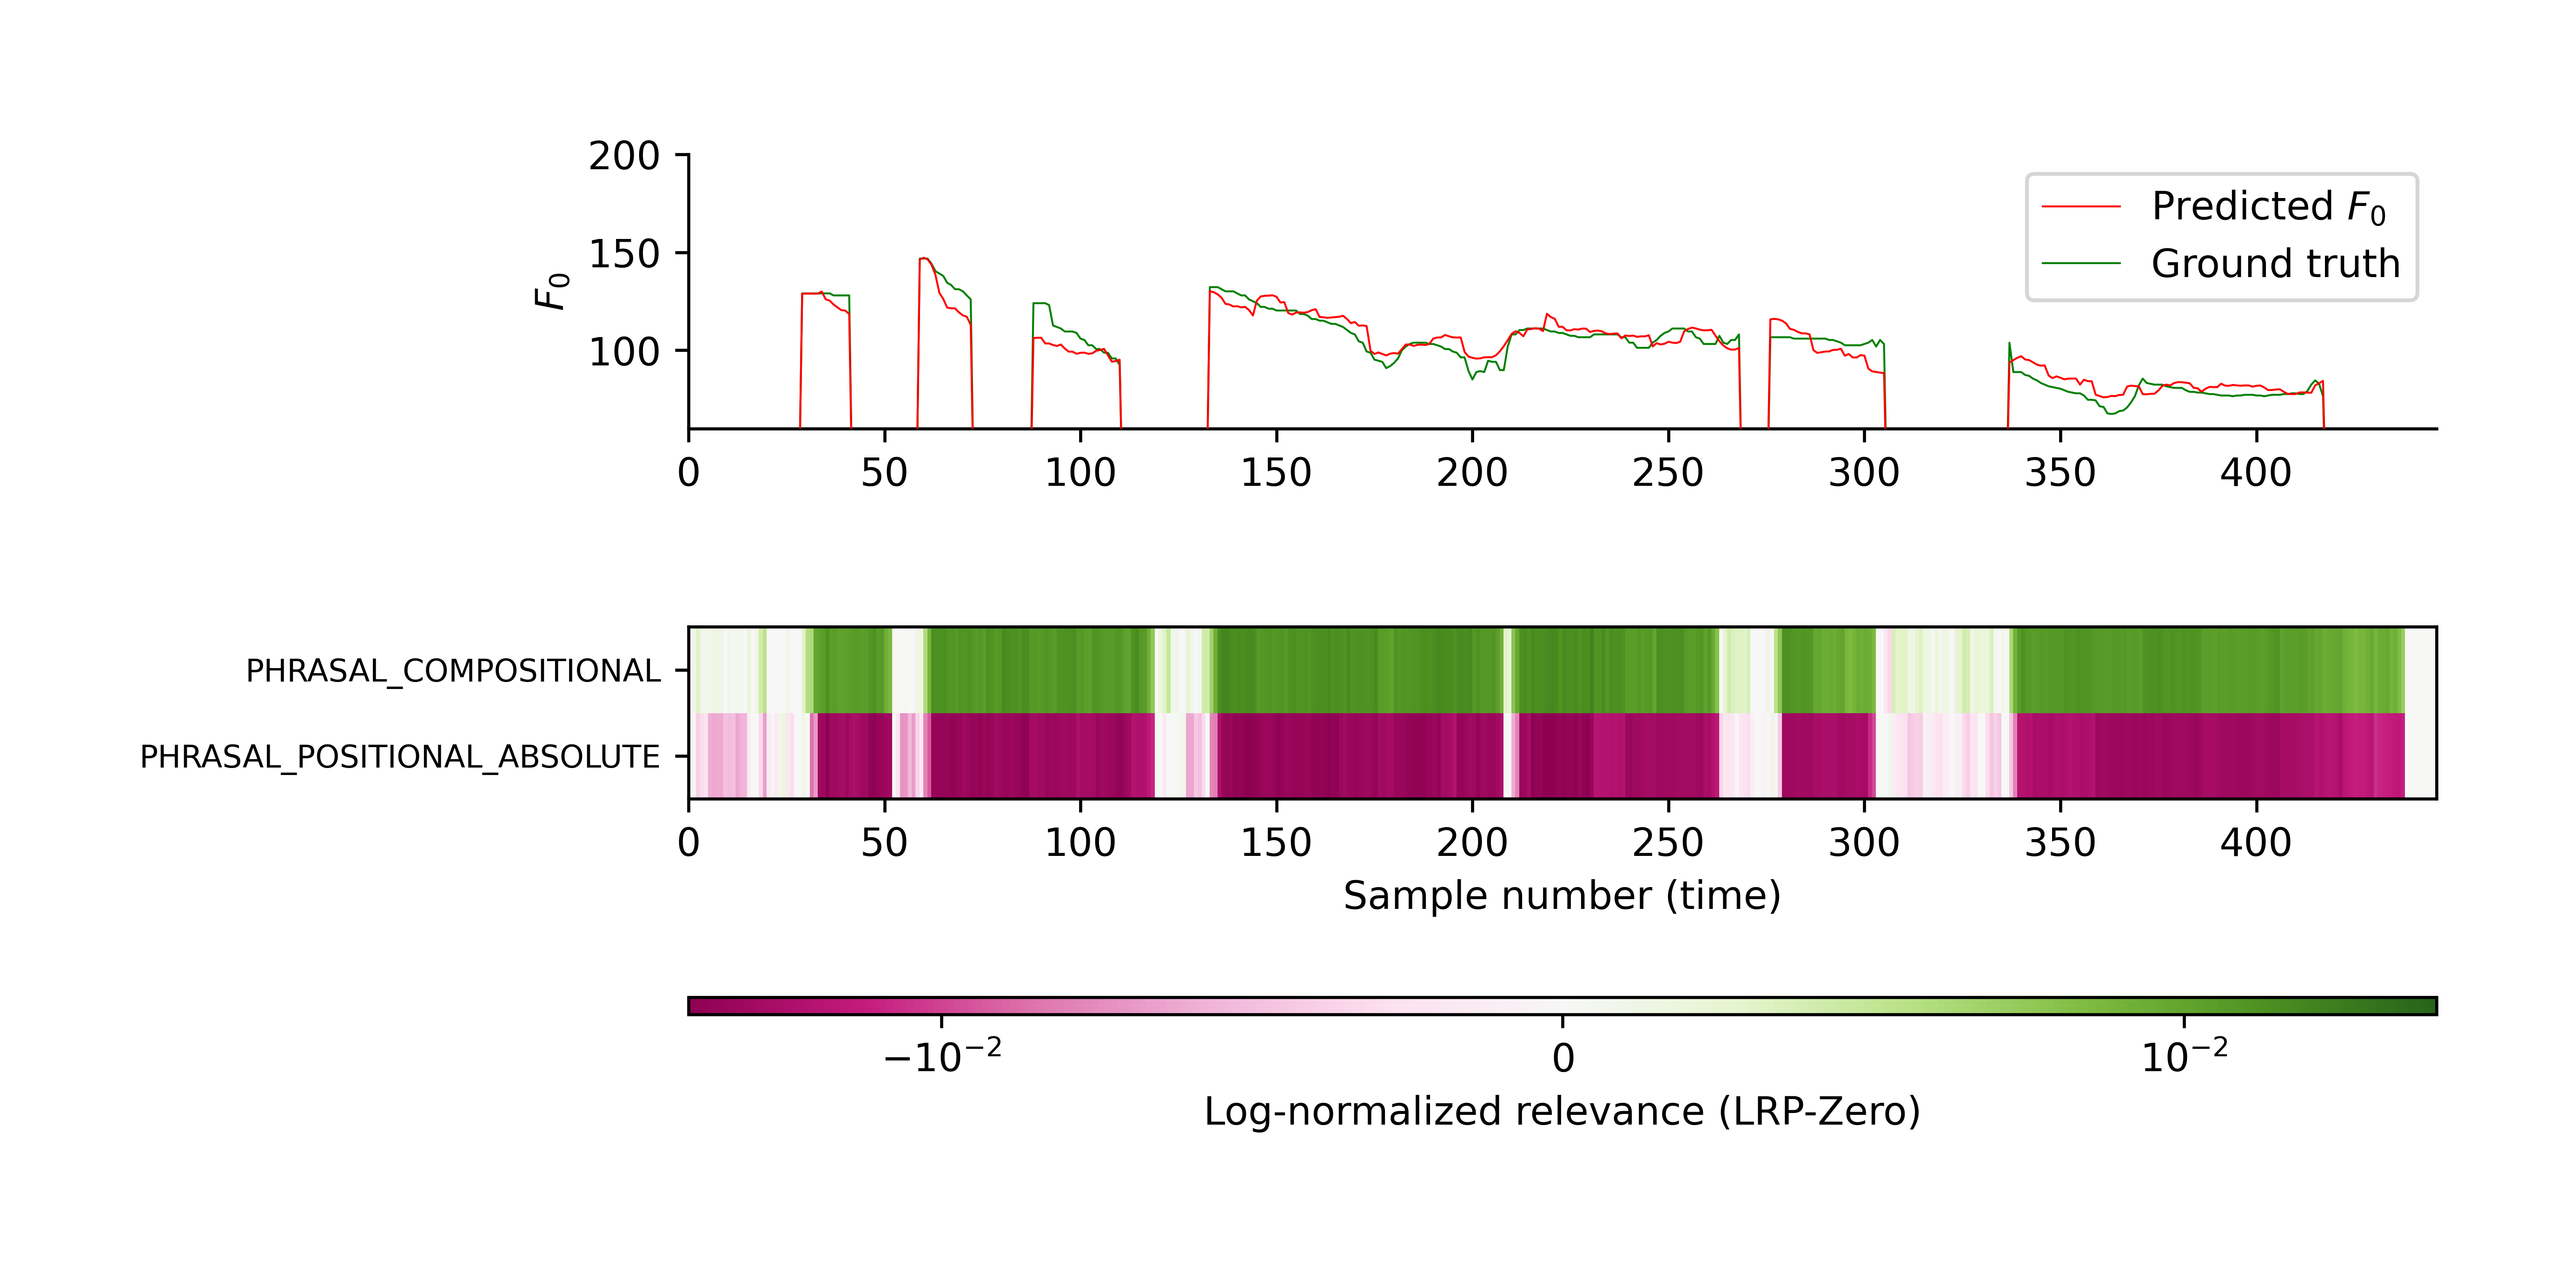 200
150
100
F₀
Predicted F₀
Ground truth
0 50 100 150 200 250 300 350 400
PHRASAL_COMPOSITIONAL
PHRASAL_POSITIONAL_ABSOLUTE
0 50 100 150 200 250 300 350 400
Sample number (time)
−10⁻² 0 10⁻²
Log-normalized relevance (LRP-Zero)